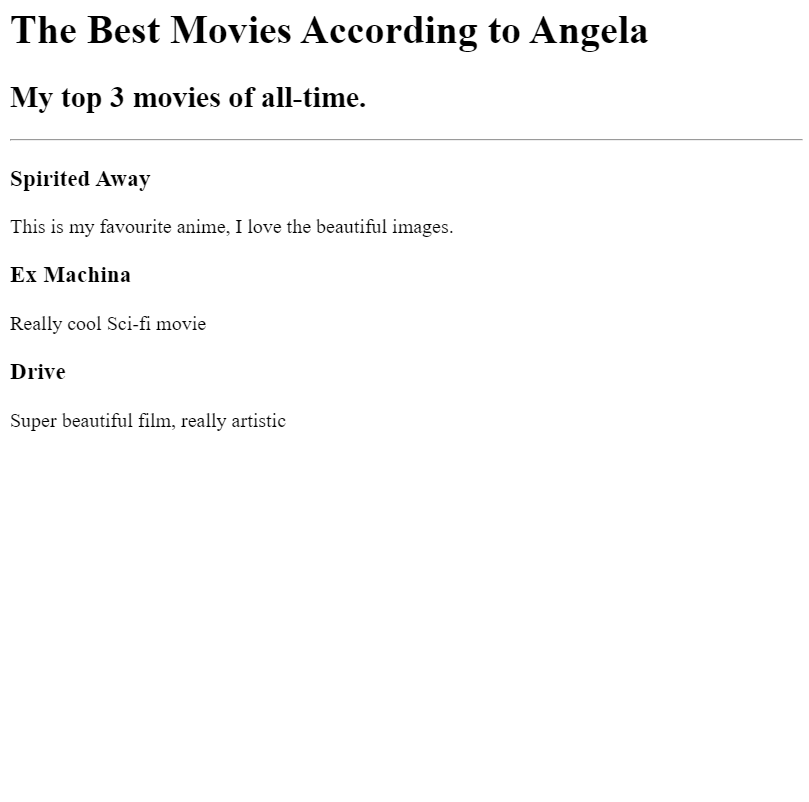 The Best Movies According to Angela
My top 3 movies of all-time.
Spirited Away
This is my favourite anime, I love the beautiful images.
Ex Machina
Really cool Sci-fi movie
Drive
Super beautiful film, really artistic